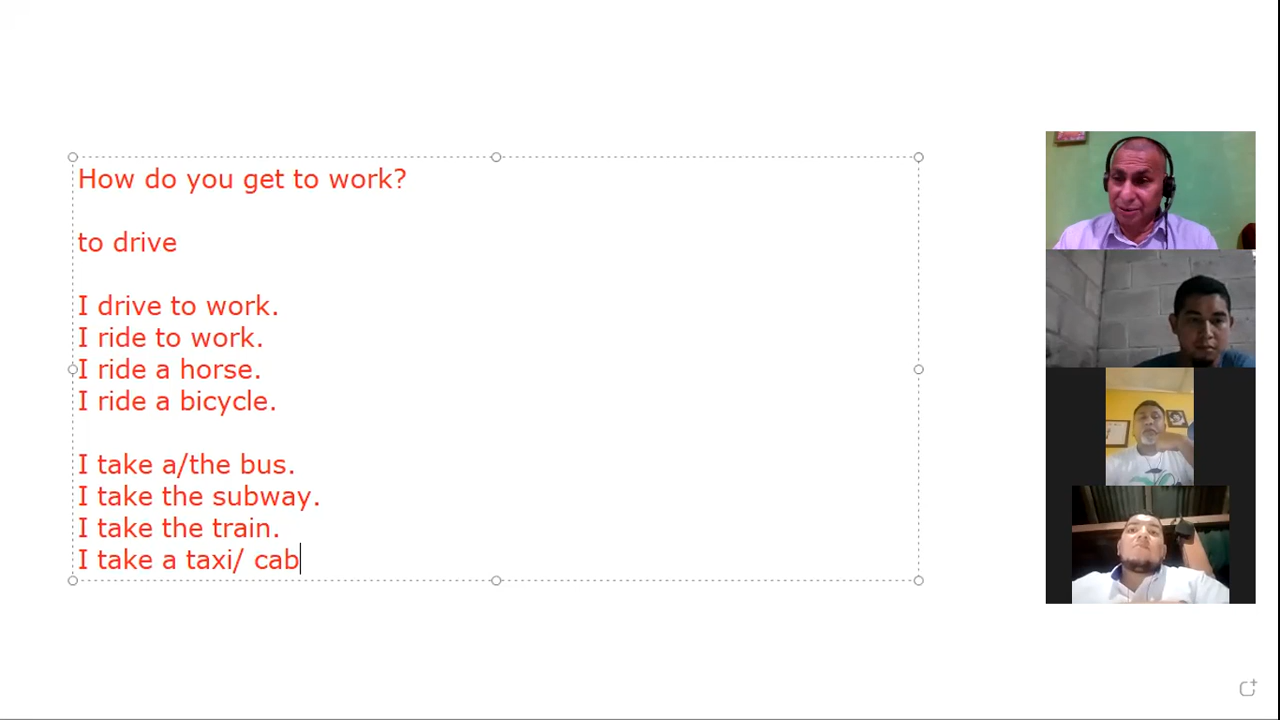 How do you get to work?
to drive
I drive to work.
I ride to work.
I ride a horse.
I ride a bicycle.
I take a/the bus.
I take the subway.
I take the train.
I take a taxi/ cab